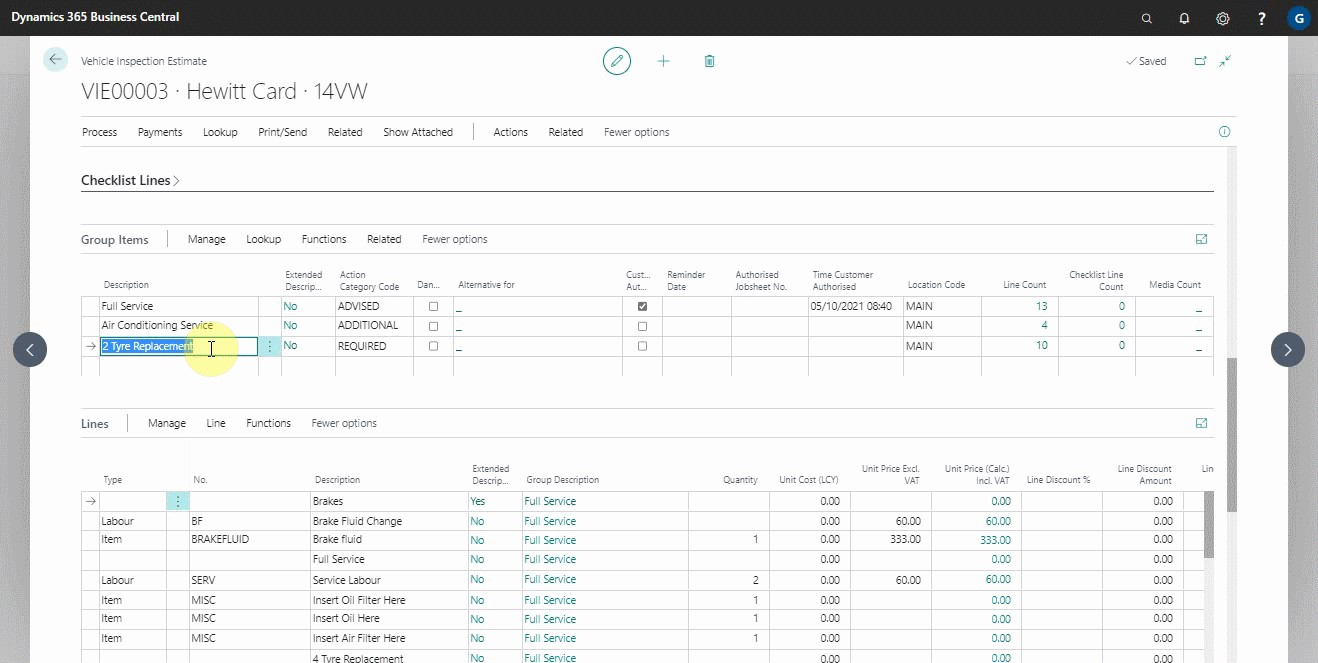 Dynamics 365 Business Central
? G
Vehicle Inspection Estimate
Saved
VIE00003 · Hewitt Card · 14VW
Process Payments Lookup Print/Send Related Show Attached Actions Related Fewer options
Checklist Lines
Group Items Manage Lookup Functions Related Fewer options
Description Extended Descrip... Action Category Code Dan... Alternative for Cust... Aut... Reminder Date Authorised Jobsheet No. Time Customer Authorised Location Code Line Count Checklist Line Count Media Count
Full Service No ADVISED _ 05/10/2021 08:40 MAIN 13 0 _
Air Conditioning Service No ADDITIONAL _ MAIN 4 0 _
2 Tyre Replacement No REQUIRED _ MAIN 10 0 _
Lines Manage Line Functions Fewer options
Type No. Description Extended Descrip... Group Description Quantity Unit Cost (LCY) Unit Price Excl. VAT Unit Price (Calc.) Incl. VAT Line Discount % Line Discount Amount Lin
Brakes Yes Full Service 0.00 0.00 0.00
Labour BF Brake Fluid Change No Full Service 0.00 60.00 60.00 0.00
Item BRAKEFLUID Brake fluid No Full Service 1 0.00 333.00 333.00 0.00
Full Service No Full Service 0.00 0.00 0.00
Labour SERV Service Labour No Full Service 2 0.00 60.00 60.00 0.00
Item MISC Insert Oil Filter Here No Full Service 1 0.00 0.00 0.00
Item MISC Insert Oil Here No Full Service 1 0.00 0.00 0.00
Item MISC Insert Air Filter Here No Full Service 1 0.00 0.00 0.00
4 Tyre Replacement No Full Service 0.00 0.00 0.00